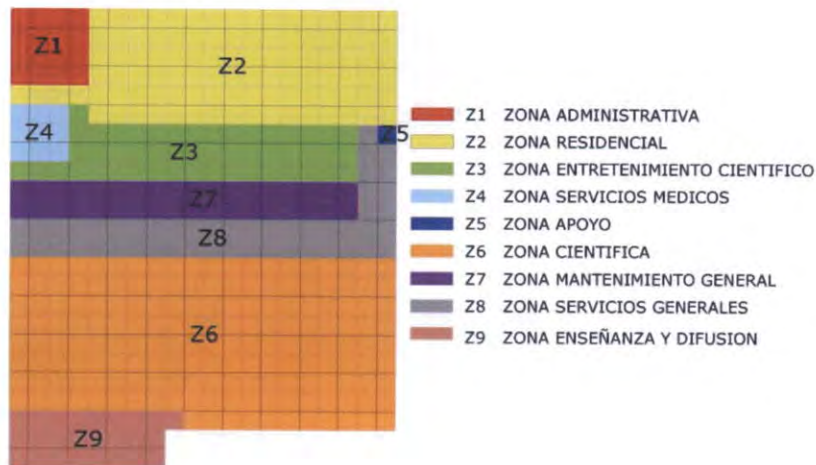 Z1
Z2
Z4
Z5
Z3
Z7
Z8
Z6
Z9
Z1 ZONA ADMINISTRATIVA
Z2 ZONA RESIDENCIAL
Z3 ZONA ENTRETENIMIENTO CIENTIFICO
Z4 ZONA SERVICIOS MEDICOS
Z5 ZONA APOYO
Z6 ZONA CIENTIFICA
Z7 ZONA MANTENIMIENTO GENERAL
Z8 ZONA SERVICIOS GENERALES
Z9 ZONA ENSEÑANZA Y DIFUSION